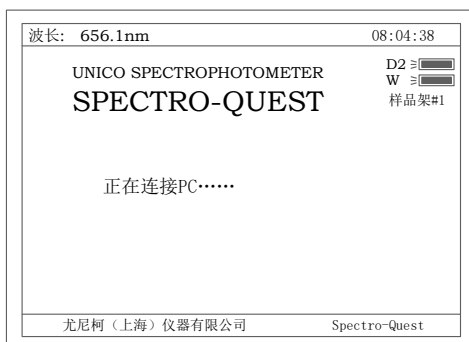 波长: 656.1nm 08:04:38
UNICO SPECTROPHOTOMETER D2
SPECTRO-QUEST W
样品架#1
正在连接PC……
尤尼柯（上海）仪器有限公司 Spectro-Quest